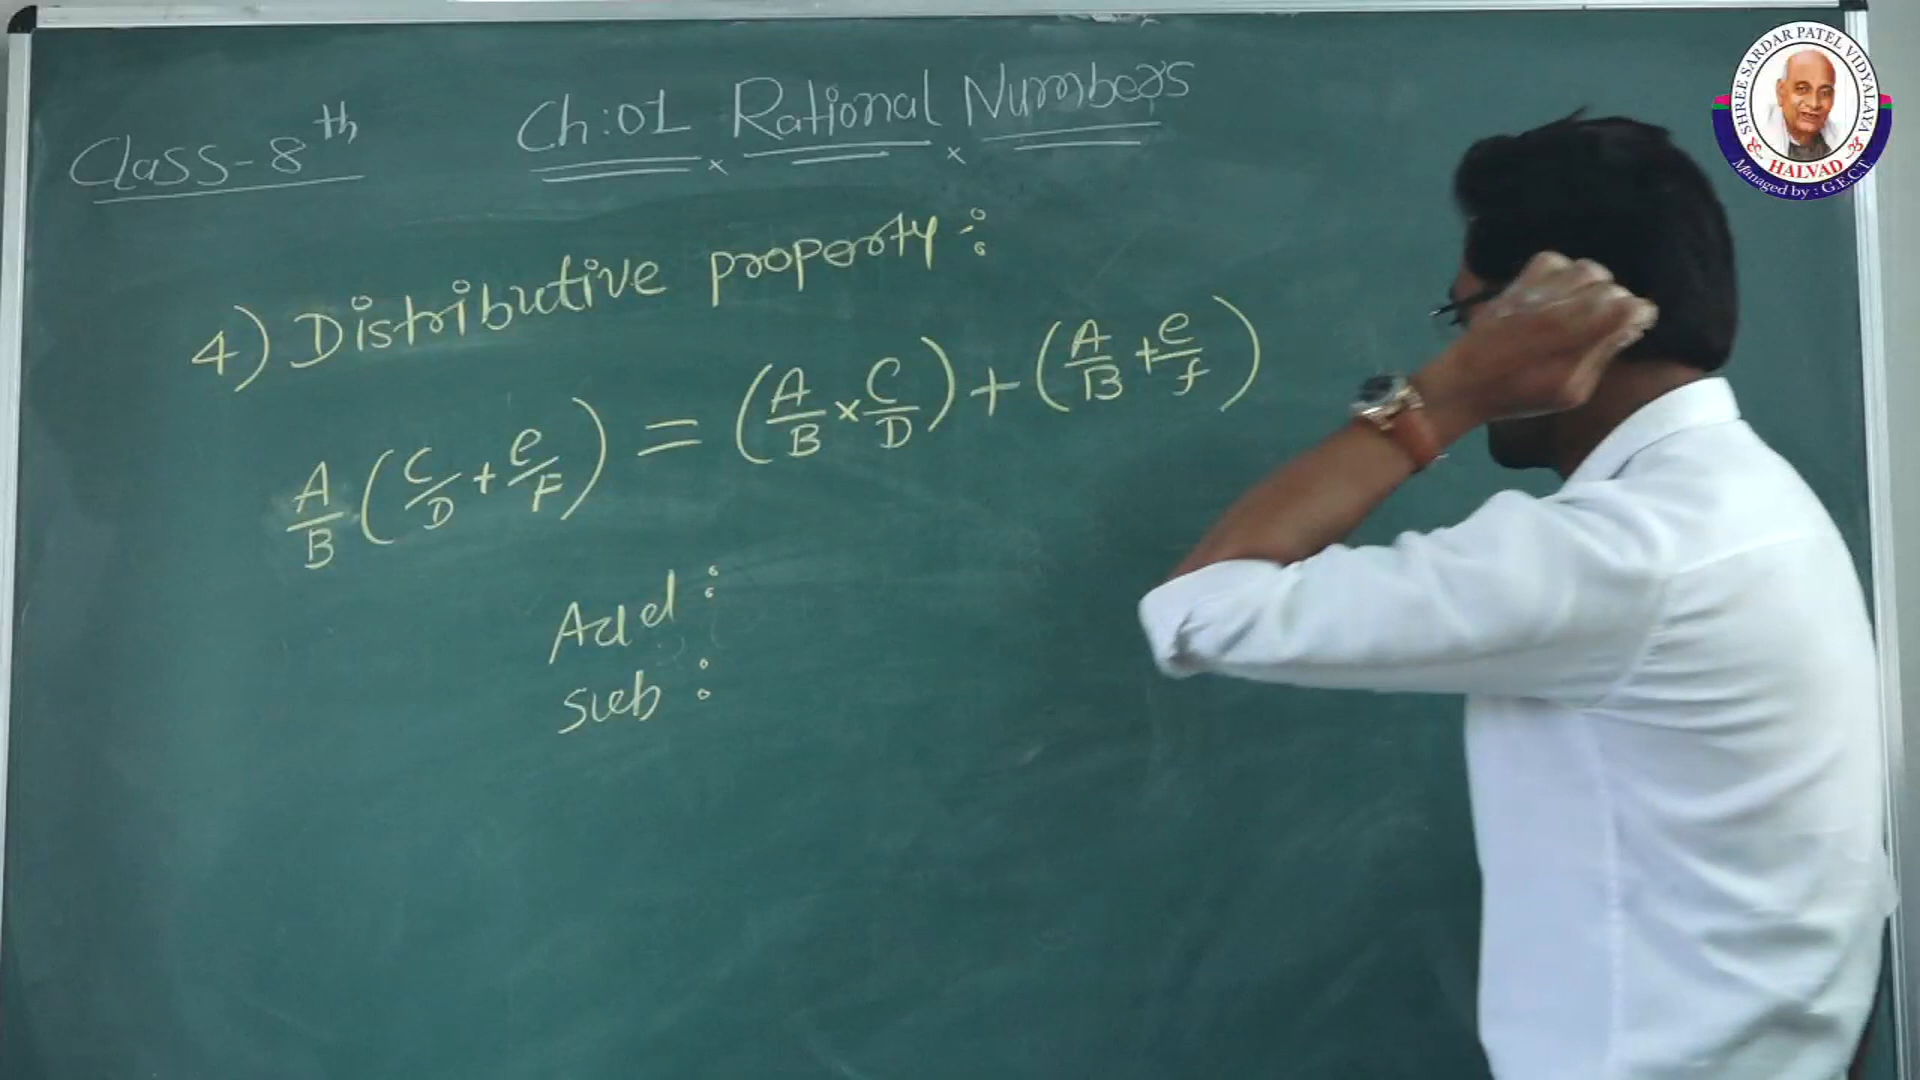 Class-8th
Ch:01 Rational Numbers
4) Distributive property:
A/B (C/D + e/F) = (A/B × C/D) + (A/B + e/f)
Add:
Sub:
SHREE SARDAR PATEL VIDYALAYA
HALVAD
Managed by : G.E.C.T.